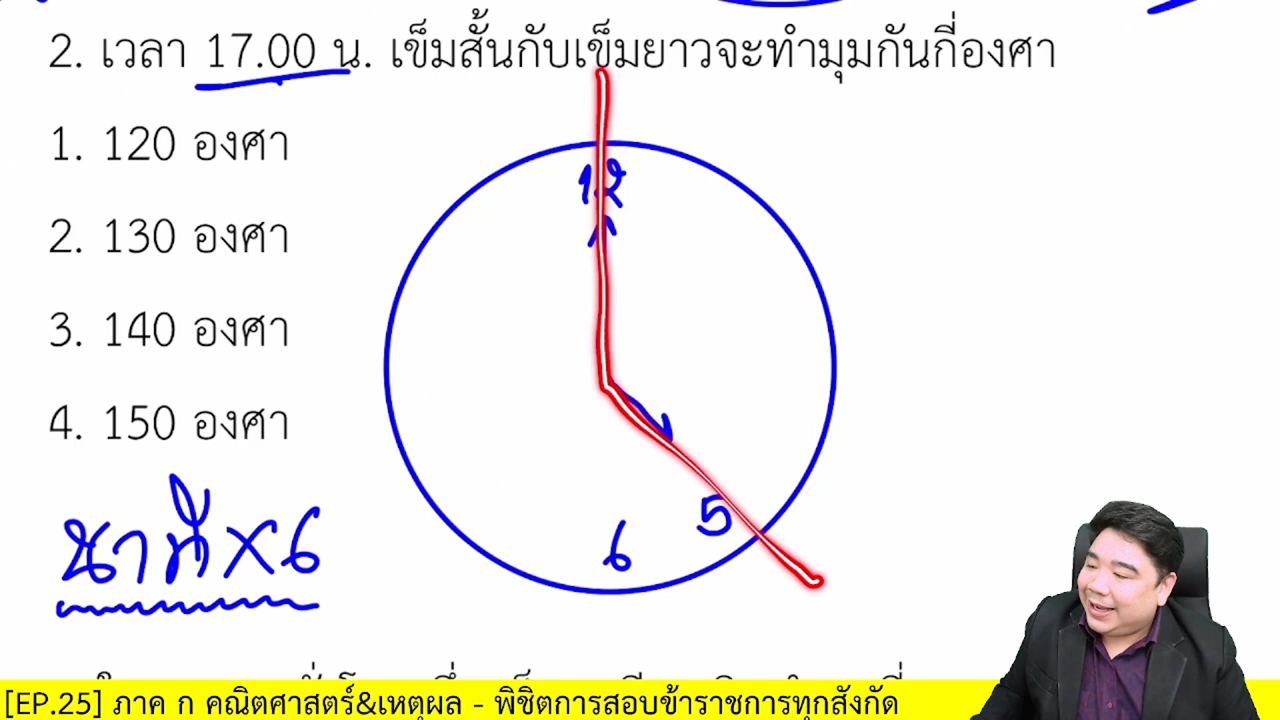 2. เวลา 17.00 น. เข็มสั้นกับเข็มยาวจะทำมุมกันกี่องศา
1. 120 องศา
2. 130 องศา
3. 140 องศา
4. 150 องศา
12
5
6
นาที×6
[EP.25] ภาค ก คณิตศาสตร์&เหตุผล - พิชิตการสอบข้าราชการทุกสังกัด